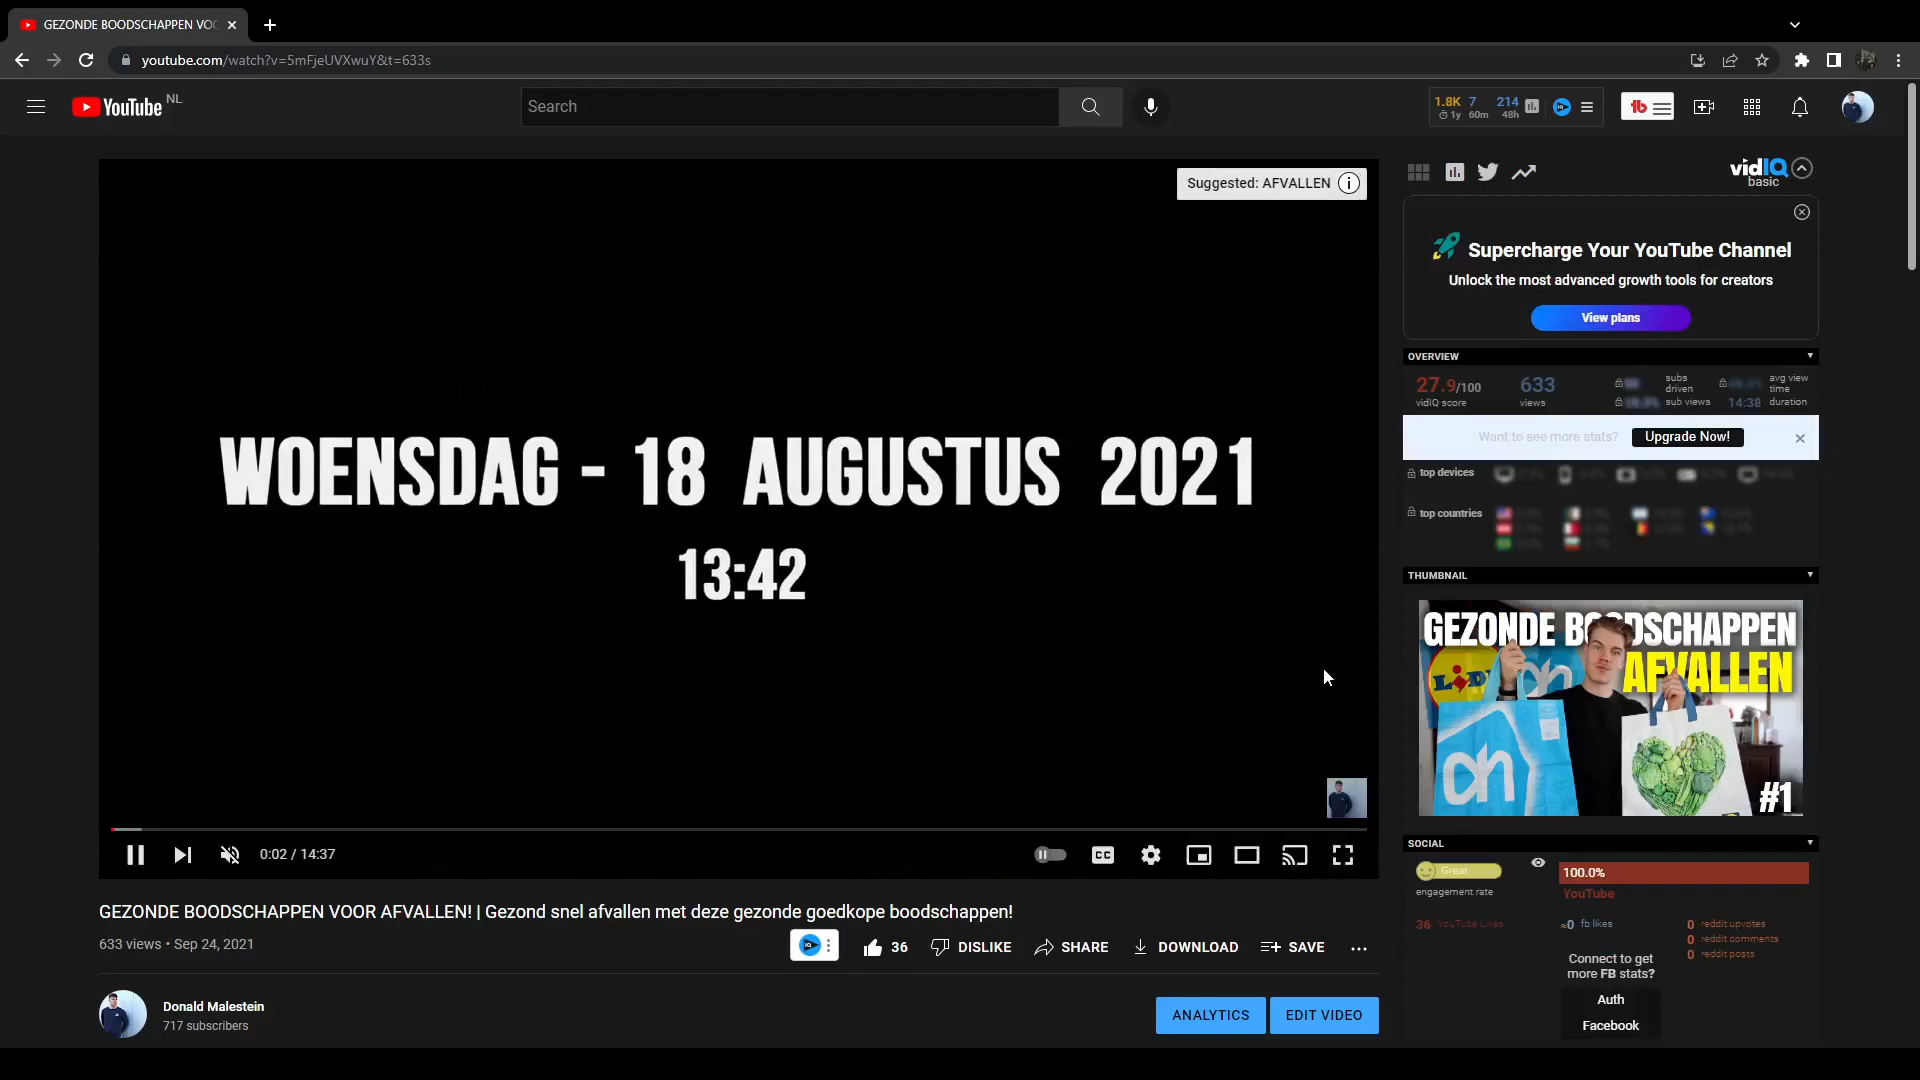 GEZONDE BOODSCHAPPEN VOO
youtube.com/watch?v=5mFjeUVXwuY&t=633s
YouTube NL
Search
1.8K 7 214
1y 60m 48h
Suggested: AFVALLEN
vidIQ
basic
Supercharge Your YouTube Channel
Unlock the most advanced growth tools for creators
View plans
OVERVIEW
27.9/100
vidIQ score
633
views
subs driven
sub views
avg view time
14:38 duration
Want to see more stats? Upgrade Now!
top devices
top countries
WOENSDAG - 18 AUGUSTUS 2021
13:42
THUMBNAIL
GEZONDE BOODSCHAPPEN
AFVALLEN
LIDL
ah
#1
0:02 / 14:37
CC
GEZONDE BOODSCHAPPEN VOOR AFVALLEN! | Gezond snel afvallen met deze gezonde goedkope boodschappen!
633 views • Sep 24, 2021
36 DISLIKE SHARE DOWNLOAD SAVE
Donald Malestein
717 subscribers
ANALYTICS EDIT VIDEO
SOCIAL
Great
engagement rate
100.0%
YouTube
36 YouTube Likes
≈0 fb likes
0 reddit upvotes
0 reddit comments
0 reddit posts
Connect to get
more FB stats?
Auth
Facebook